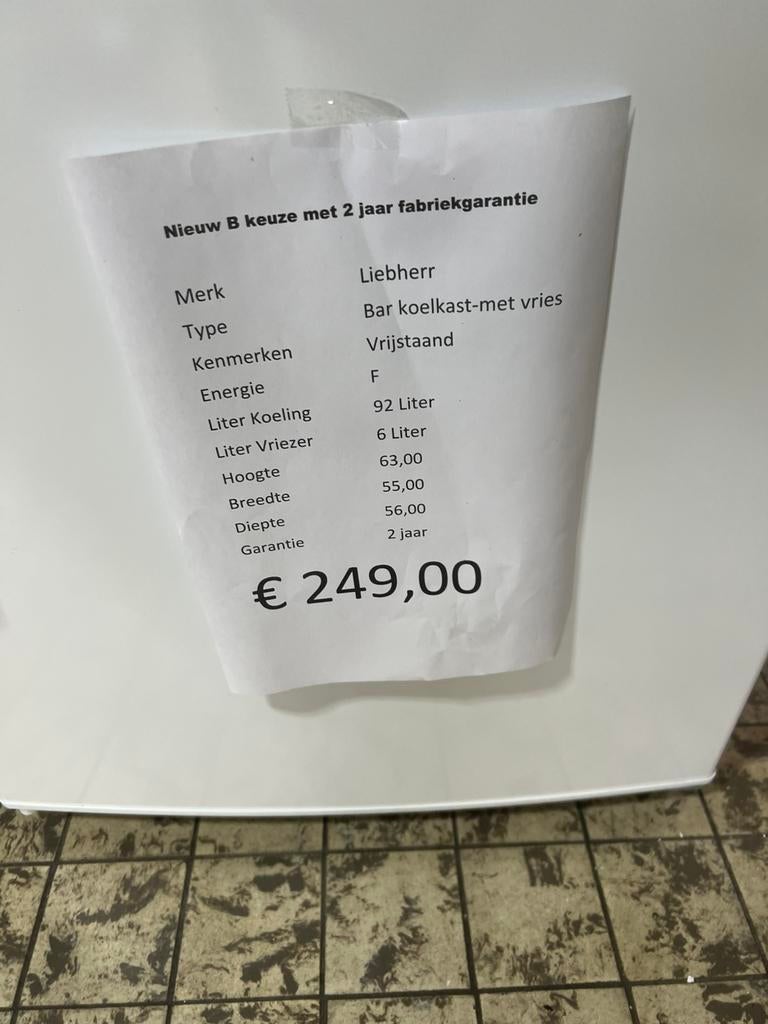 Nieuw B keuze met 2 jaar fabriekgarantie
Merk Liebherr
Type Bar koelkast-met vries
Kenmerken Vrijstaand
Energie F
Liter Koeling 92 Liter
Liter Vriezer 6 Liter
Hoogte 63,00
Breedte 55,00
Diepte 56,00
Garantie 2 jaar
€ 249,00